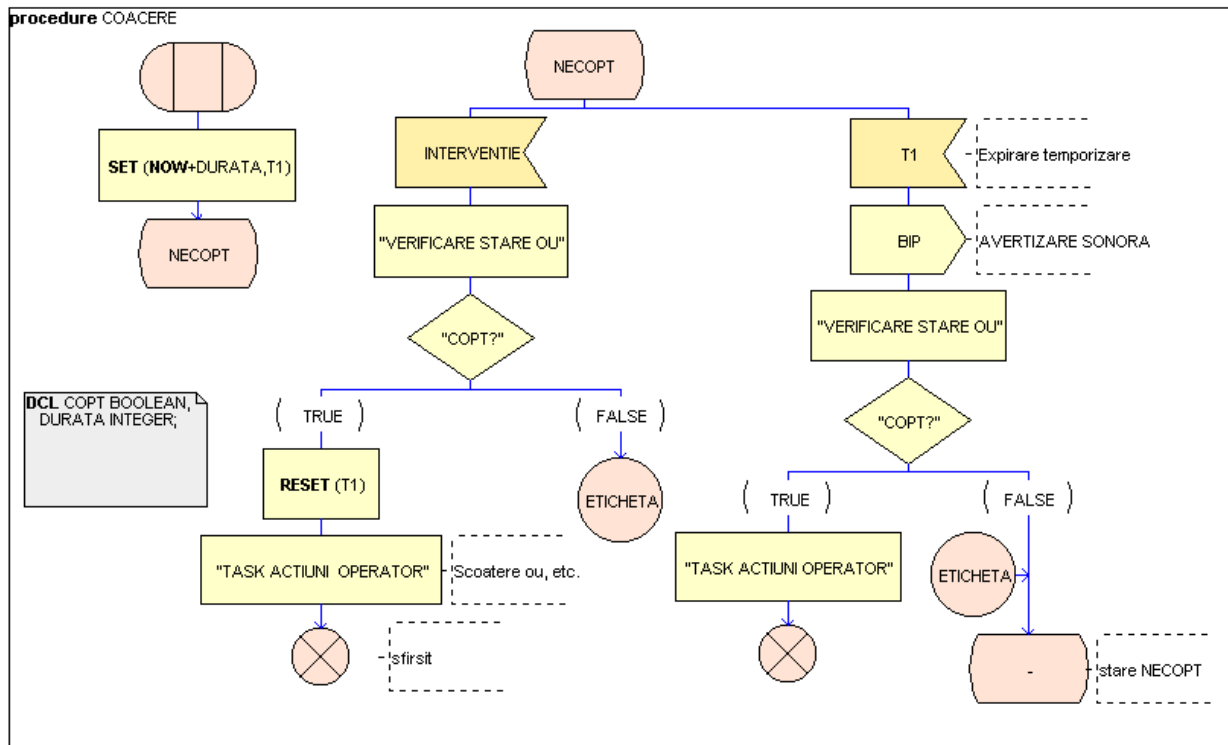 procedure COACERE
NECOPT
SET (NOW+DURATA,T1)
NECOPT
INTERVENTIE
T1
Expirare temporizare
"VERIFICARE STARE OU"
BIP
AVERTIZARE SONORA
"COPT?"
"VERIFICARE STARE OU"
"COPT?"
DCL COPT BOOLEAN,
DURATA INTEGER;
( TRUE )
( FALSE )
RESET (T1)
ETICHETA
"TASK ACTIUNI  OPERATOR"
Scoatere ou, etc.
sfirsit
( TRUE )
( FALSE )
"TASK ACTIUNI OPERATOR"
ETICHETA
-
stare NECOPT